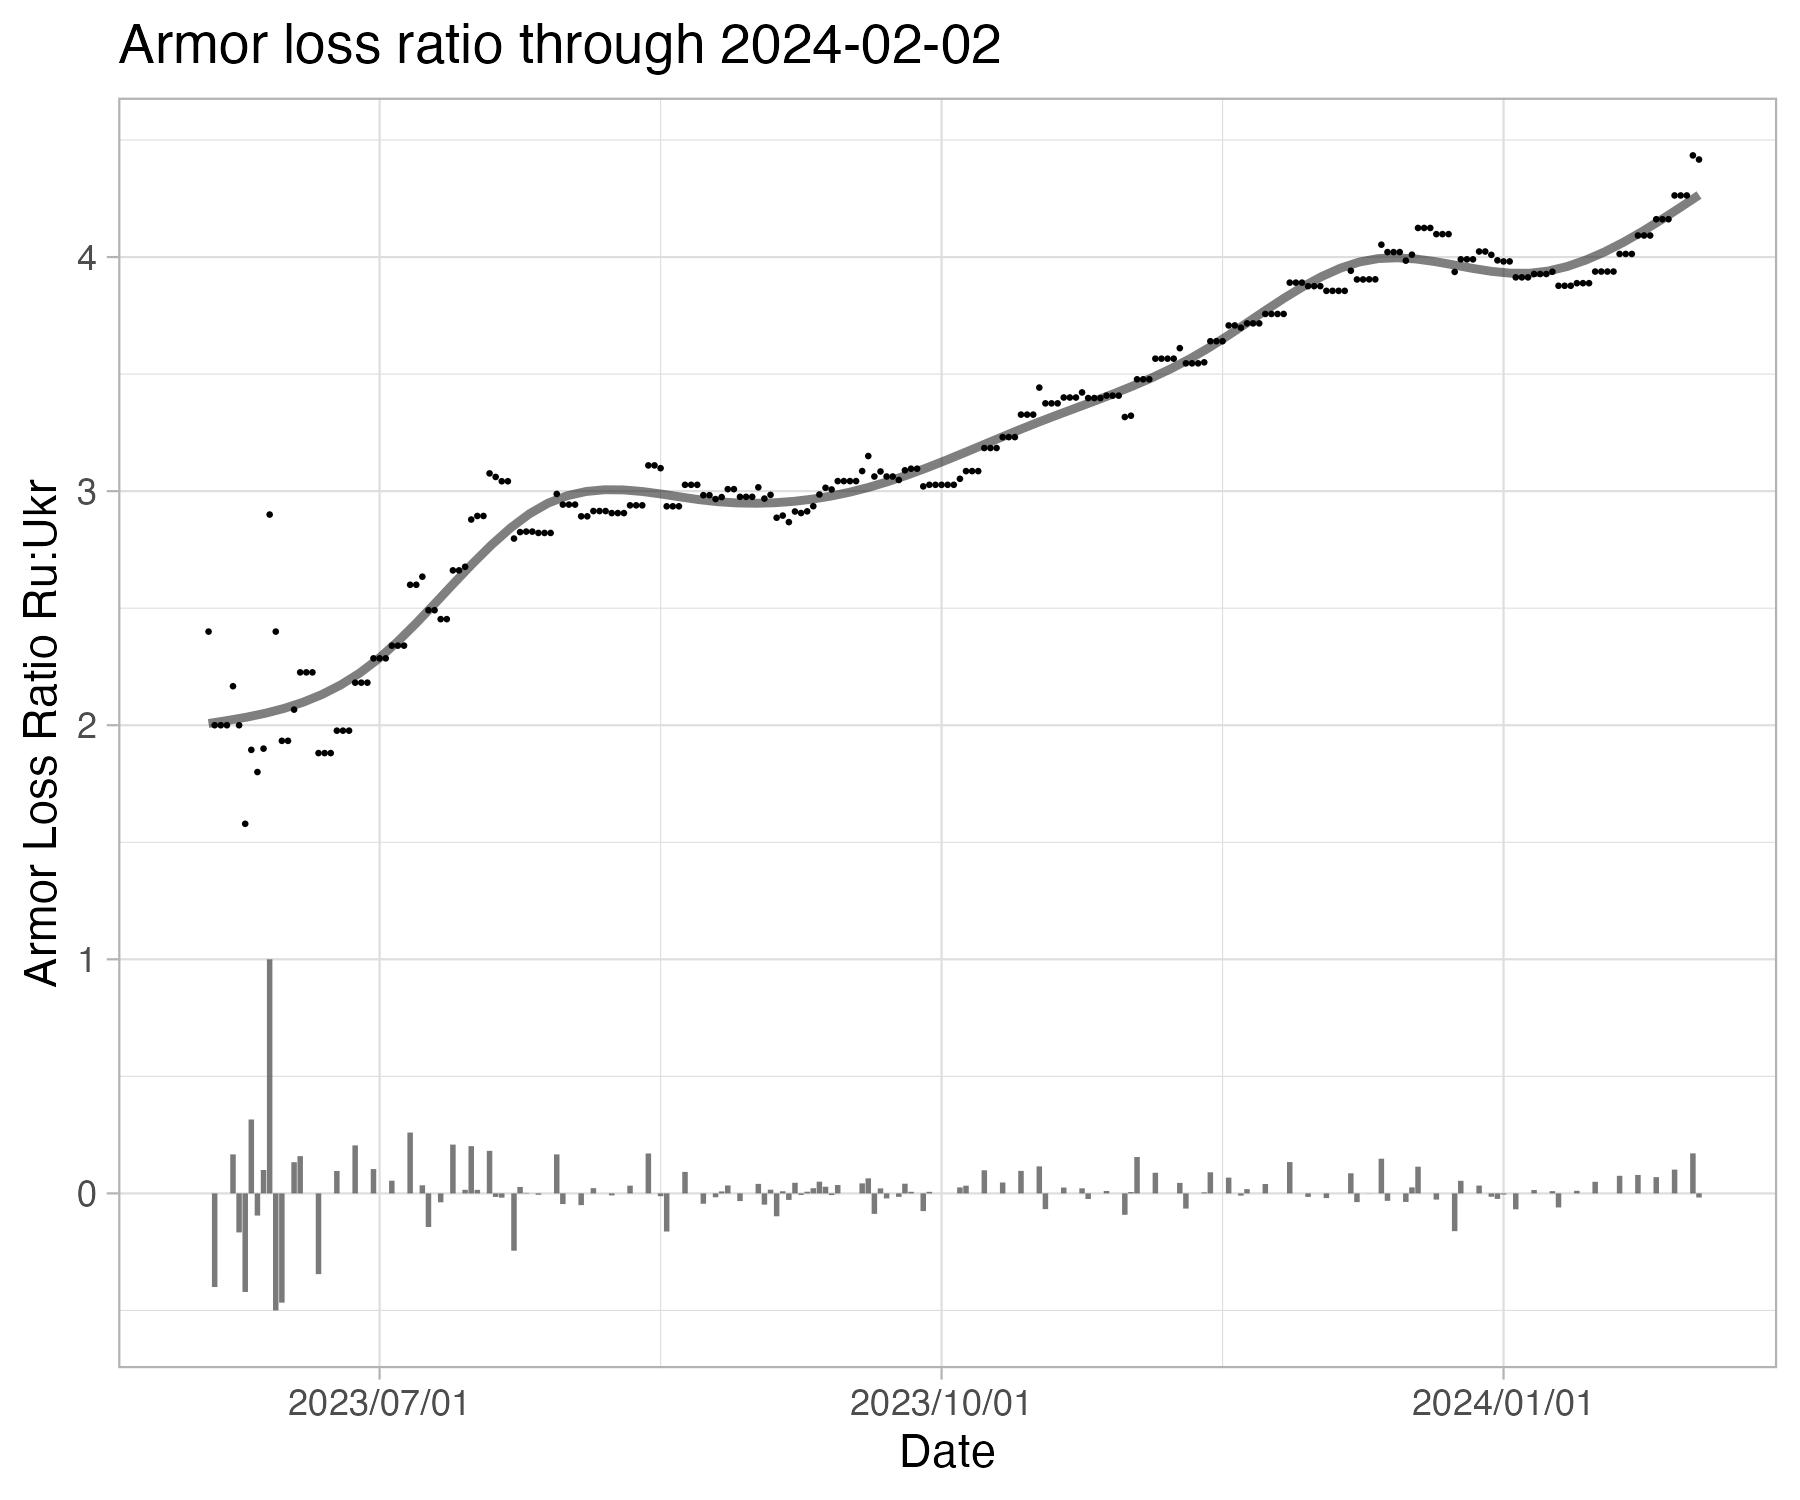 Armor loss ratio through 2024-02-02
Armor Loss Ratio Ru:Ukr
4
3
2
1
0
2023/07/01
2023/10/01
2024/01/01
Date